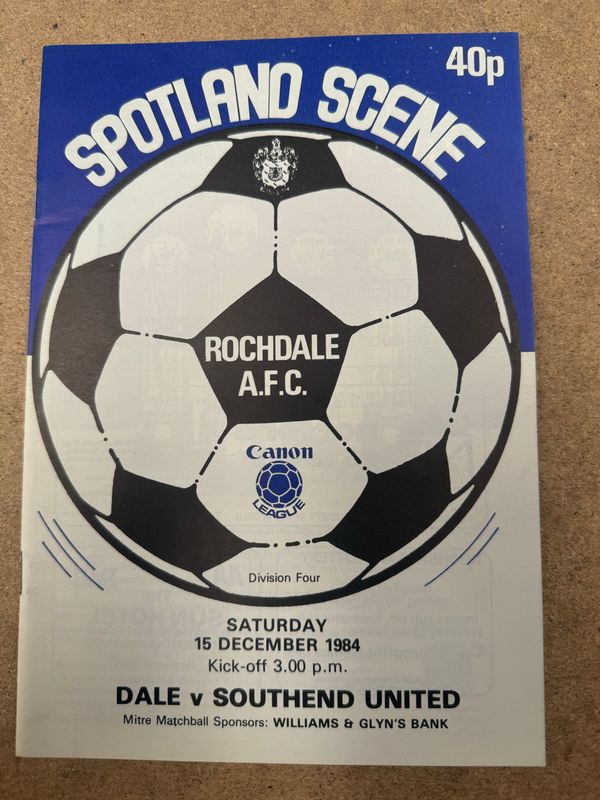 40p
SPOTLAND SCENE
ROCHDALE
A.F.C.
Canon
LEAGUE
Division Four
SATURDAY
15 DECEMBER 1984
Kick-off 3.00 p.m.
DALE v SOUTHEND UNITED
Mitre Matchball Sponsors: WILLIAMS & GLYN'S BANK